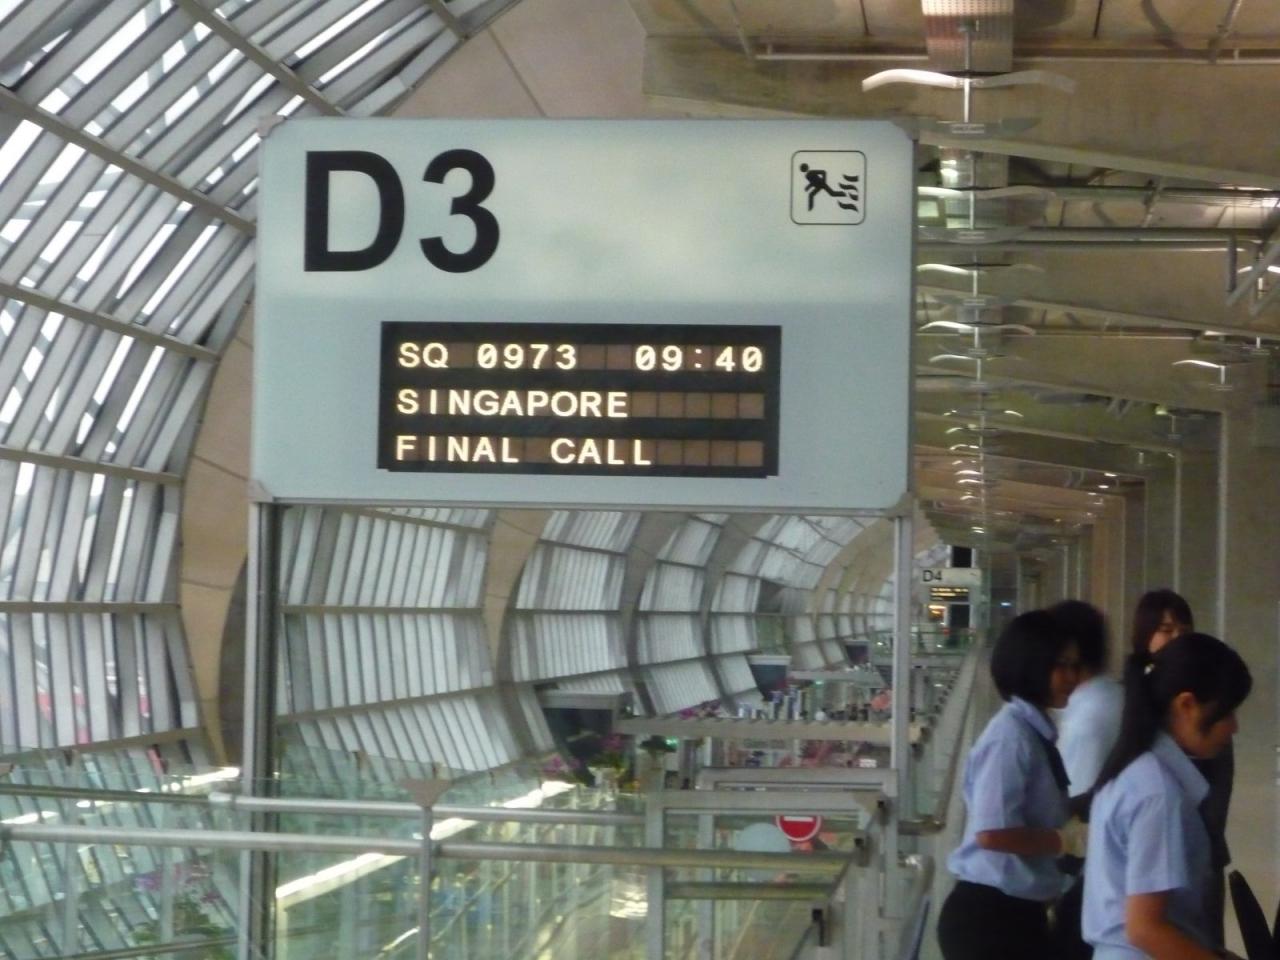 D3
SQ 0973 09:40
SINGAPORE
FINAL CALL
D4